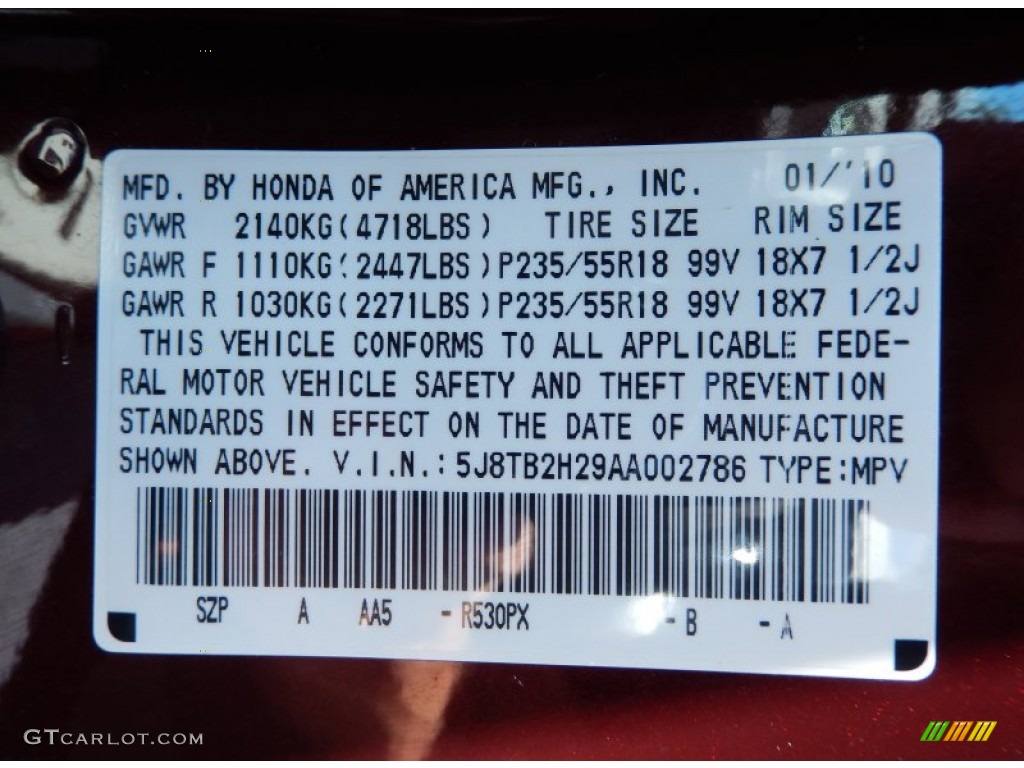 MFD. BY HONDA OF AMERICA MFG., INC. 01/'10
GVWR 2140KG(4718LBS) TIRE SIZE RIM SIZE
GAWR F 1110KG(2447LBS)P235/55R18 99V 18X7 1/2J
GAWR R 1030KG(2271LBS)P235/55R18 99V 18X7 1/2J
THIS VEHICLE CONFORMS TO ALL APPLICABLE FEDE-
RAL MOTOR VEHICLE SAFETY AND THEFT PREVENTION
STANDARDS IN EFFECT ON THE DATE OF MANUFACTURE
SHOWN ABOVE. V.I.N.: 5J8TB2H29AA002786 TYPE:MPV
SZP A AA5 - R530PX - B - A
GTCARLOT.COM